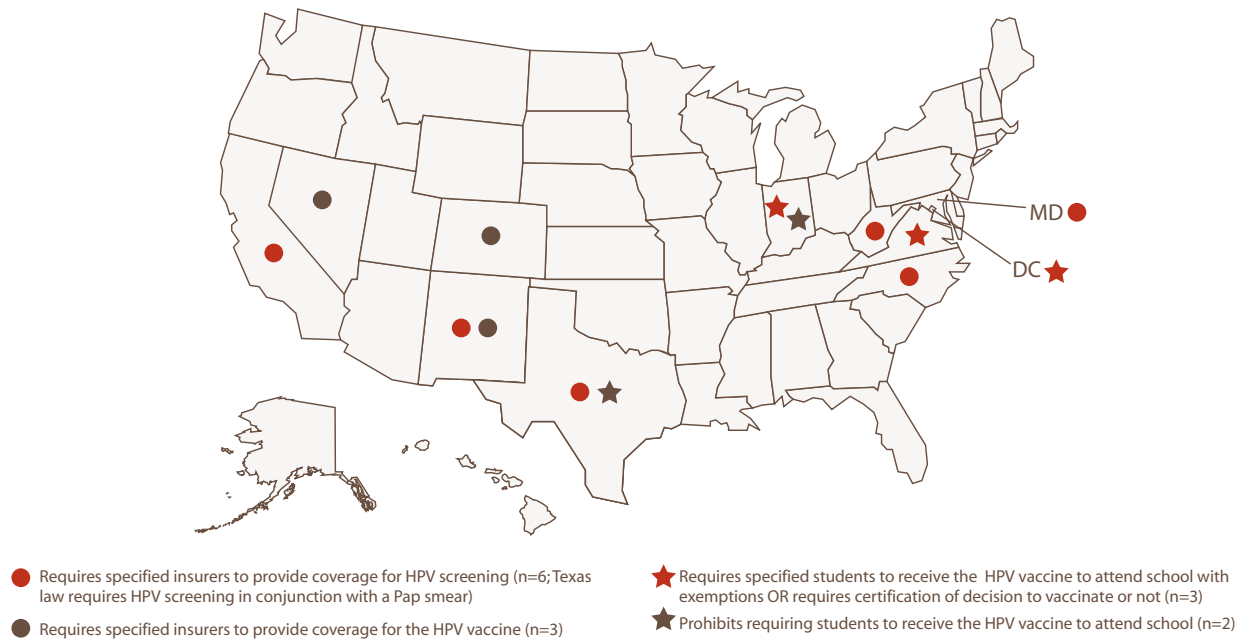 MD
DC
Requires specified insurers to provide coverage for HPV screening (n=6; Texas
law requires HPV screening in conjunction with a Pap smear)
Requires specified insurers to provide coverage for the HPV vaccine (n=3)
Requires specified students to receive the HPV vaccine to attend school with
exemptions OR requires certification of decision to vaccinate or not (n=3)
Prohibits requiring students to receive the HPV vaccine to attend school (n=2)